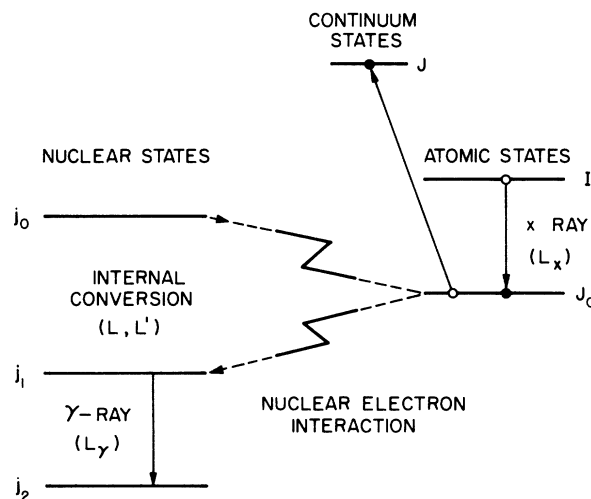 CONTINUUM
STATES
J
NUCLEAR STATES
ATOMIC STATES
I
j₀
x RAY
(Lₓ)
J₀
INTERNAL
CONVERSION
(L, L')
j₁
γ-RAY
(Lγ)
NUCLEAR ELECTRON
INTERACTION
j₂